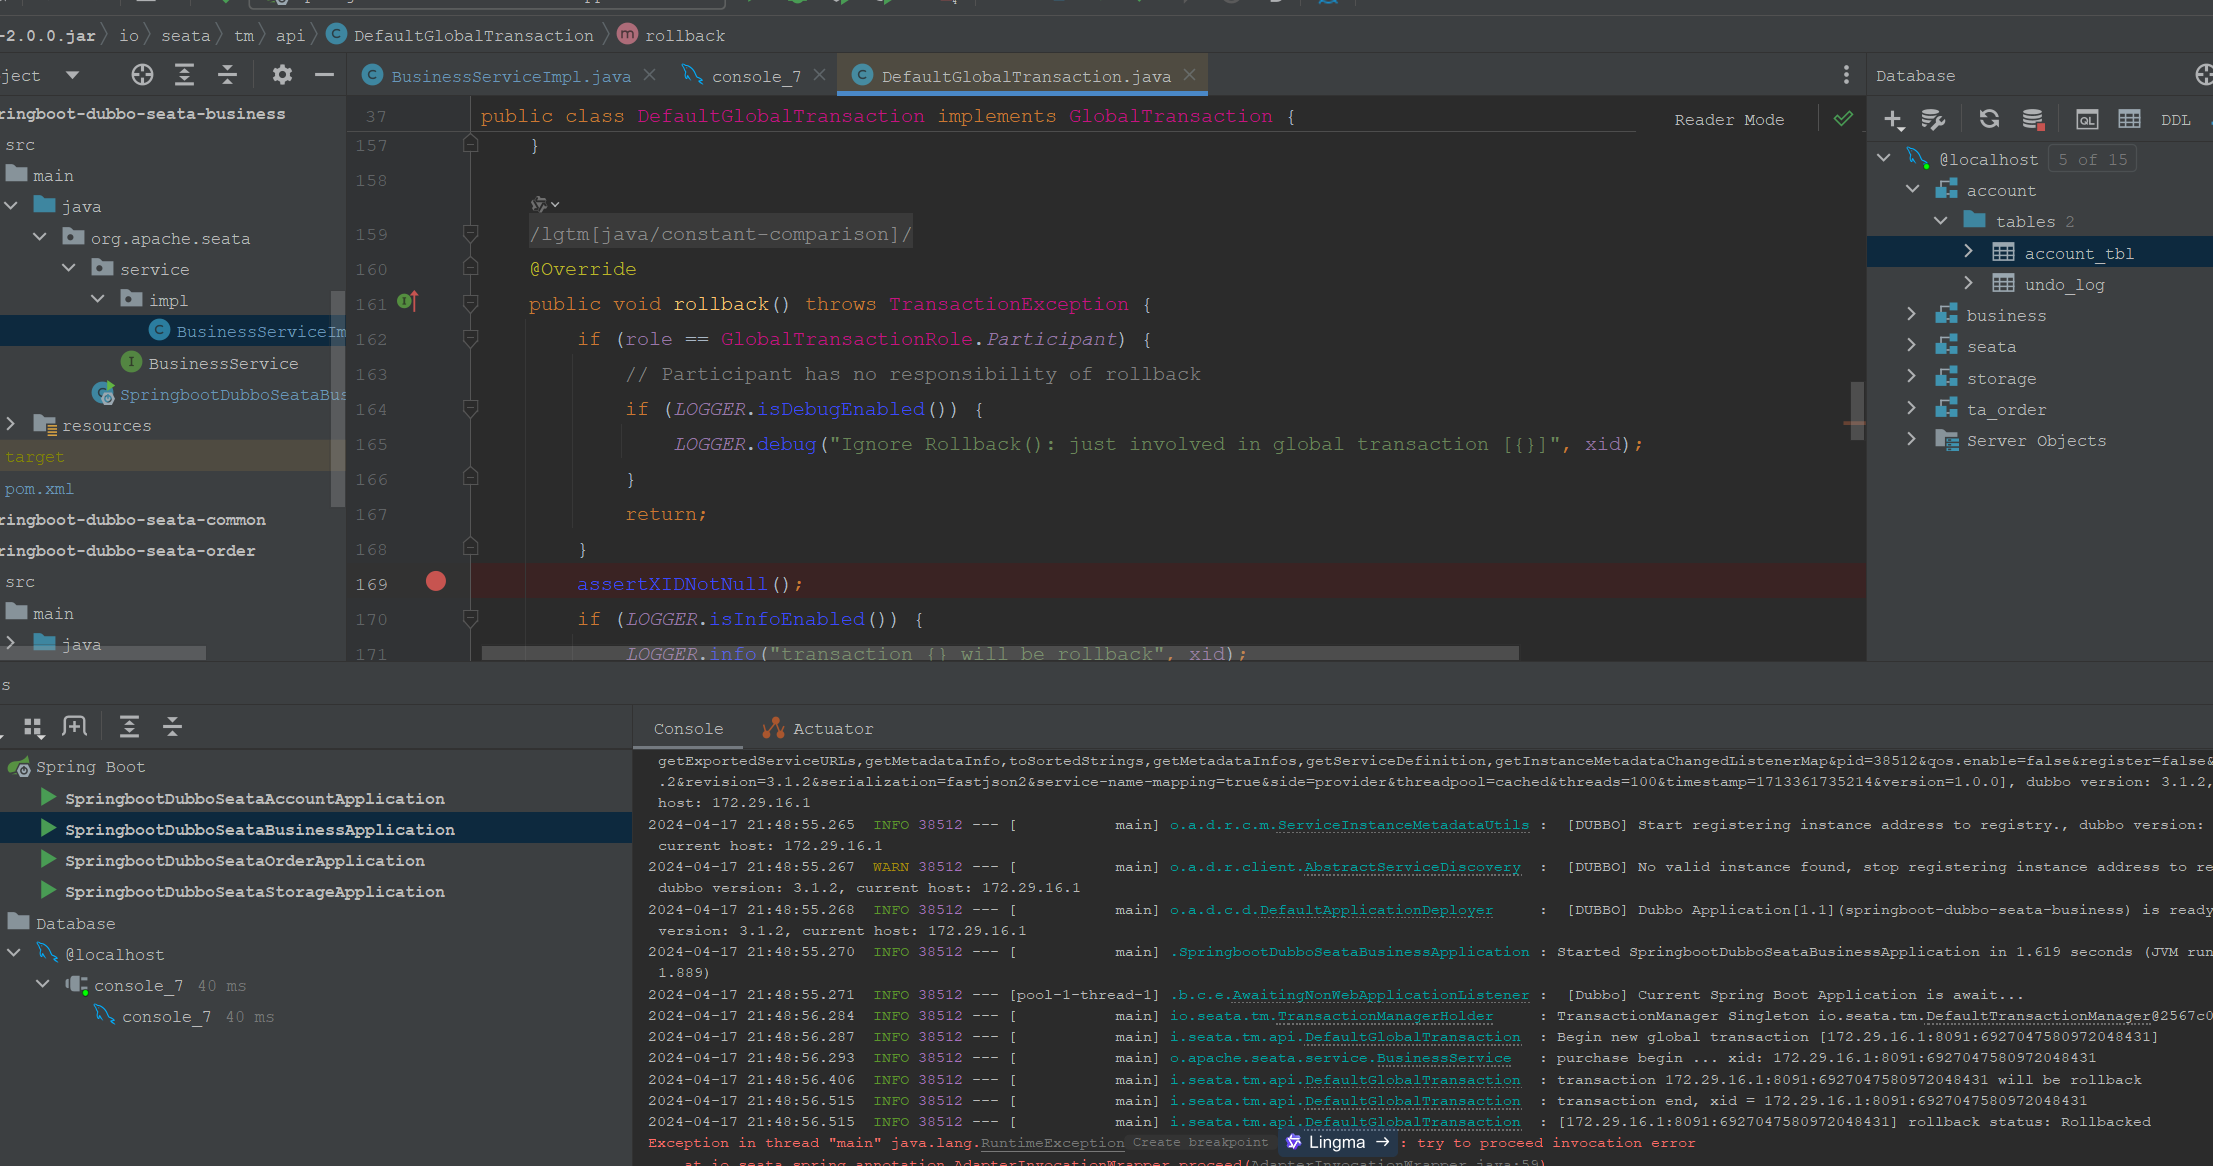 -2.0.0.jar io seata tm api DefaultGlobalTransaction rollback
ject
BusinessServiceImpl.java
console_7
DefaultGlobalTransaction.java
Database
37 public class DefaultGlobalTransaction implements GlobalTransaction {
Reader Mode
157 }
158
159 /lgtm[java/constant-comparison]/
160 @Override
161 public void rollback() throws TransactionException {
162 if (role == GlobalTransactionRole.Participant) {
163 // Participant has no responsibility of rollback
164 if (LOGGER.isDebugEnabled()) {
165 LOGGER.debug("Ignore Rollback(): just involved in global transaction [{}]", xid);
166 }
167 return;
168 }
169 assertXIDNotNull();
170 if (LOGGER.isInfoEnabled()) {
171 LOGGER.info("transaction {} will be rollback", xid);
ringboot-dubbo-seata-business
src
main
java
org.apache.seata
service
impl
BusinessServiceIm
BusinessService
SpringbootDubboSeataBus
resources
target
pom.xml
ringboot-dubbo-seata-common
ringboot-dubbo-seata-order
src
main
java
QL
DDL
@localhost 5 of 15
account
tables 2
account_tbl
undo_log
business
seata
storage
ta_order
Server Objects
s
Spring Boot
SpringbootDubboSeataAccountApplication
SpringbootDubboSeataBusinessApplication
SpringbootDubboSeataOrderApplication
SpringbootDubboSeataStorageApplication
Database
@localhost
console_7 40 ms
console_7 40 ms
Console
Actuator
getExportedServiceURLs,getMetadataInfo,toSortedStrings,getMetadataInfos,getServiceDefinition,getInstanceMetadataChangedListenerMap&pid=38512&qos.enable=false&register=false&
.2&revision=3.1.2&serialization=fastjson2&service-name-mapping=true&side=provider&threadpool=cached&threads=100&timestamp=1713361735214&version=1.0.0], dubbo version: 3.1.2,
host: 172.29.16.1
2024-04-17 21:48:55.265 INFO 38512 --- [ main] o.a.d.r.c.m.ServiceInstanceMetadataUtils : [DUBBO] Start registering instance address to registry., dubbo version:
current host: 172.29.16.1
2024-04-17 21:48:55.267 WARN 38512 --- [ main] o.a.d.r.client.AbstractServiceDiscovery : [DUBBO] No valid instance found, stop registering instance address to re
dubbo version: 3.1.2, current host: 172.29.16.1
2024-04-17 21:48:55.268 INFO 38512 --- [ main] o.a.d.c.d.DefaultApplicationDeployer : [DUBBO] Dubbo Application[1.1](springboot-dubbo-seata-business) is ready
version: 3.1.2, current host: 172.29.16.1
2024-04-17 21:48:55.270 INFO 38512 --- [ main] .SpringbootDubboSeataBusinessApplication : Started SpringbootDubboSeataBusinessApplication in 1.619 seconds (JVM run
1.889)
2024-04-17 21:48:55.271 INFO 38512 --- [pool-1-thread-1] .b.c.e.AwaitingNonWebApplicationListener : [Dubbo] Current Spring Boot Application is await...
2024-04-17 21:48:56.284 INFO 38512 --- [ main] io.seata.tm.TransactionManagerHolder : TransactionManager Singleton io.seata.tm.DefaultTransactionManager@2567c0
2024-04-17 21:48:56.287 INFO 38512 --- [ main] i.seata.tm.api.DefaultGlobalTransaction : Begin new global transaction [172.29.16.1:8091:6927047580972048431]
2024-04-17 21:48:56.293 INFO 38512 --- [ main] o.apache.seata.service.BusinessService : purchase begin ... xid: 172.29.16.1:8091:6927047580972048431
2024-04-17 21:48:56.406 INFO 38512 --- [ main] i.seata.tm.api.DefaultGlobalTransaction : transaction 172.29.16.1:8091:6927047580972048431 will be rollback
2024-04-17 21:48:56.515 INFO 38512 --- [ main] i.seata.tm.api.DefaultGlobalTransaction : transaction end, xid = 172.29.16.1:8091:6927047580972048431
2024-04-17 21:48:56.515 INFO 38512 --- [ main] i.seata.tm.api.DefaultGlobalTransaction : [172.29.16.1:8091:6927047580972048431] rollback status: Rollbacked
Exception in thread "main" java.lang.RuntimeException Create breakpoint Lingma → : try to proceed invocation error
at io.seata.spring.annotation.AdapterInvocationWrapper.proceed(AdapterInvocationWrapper.java:59)